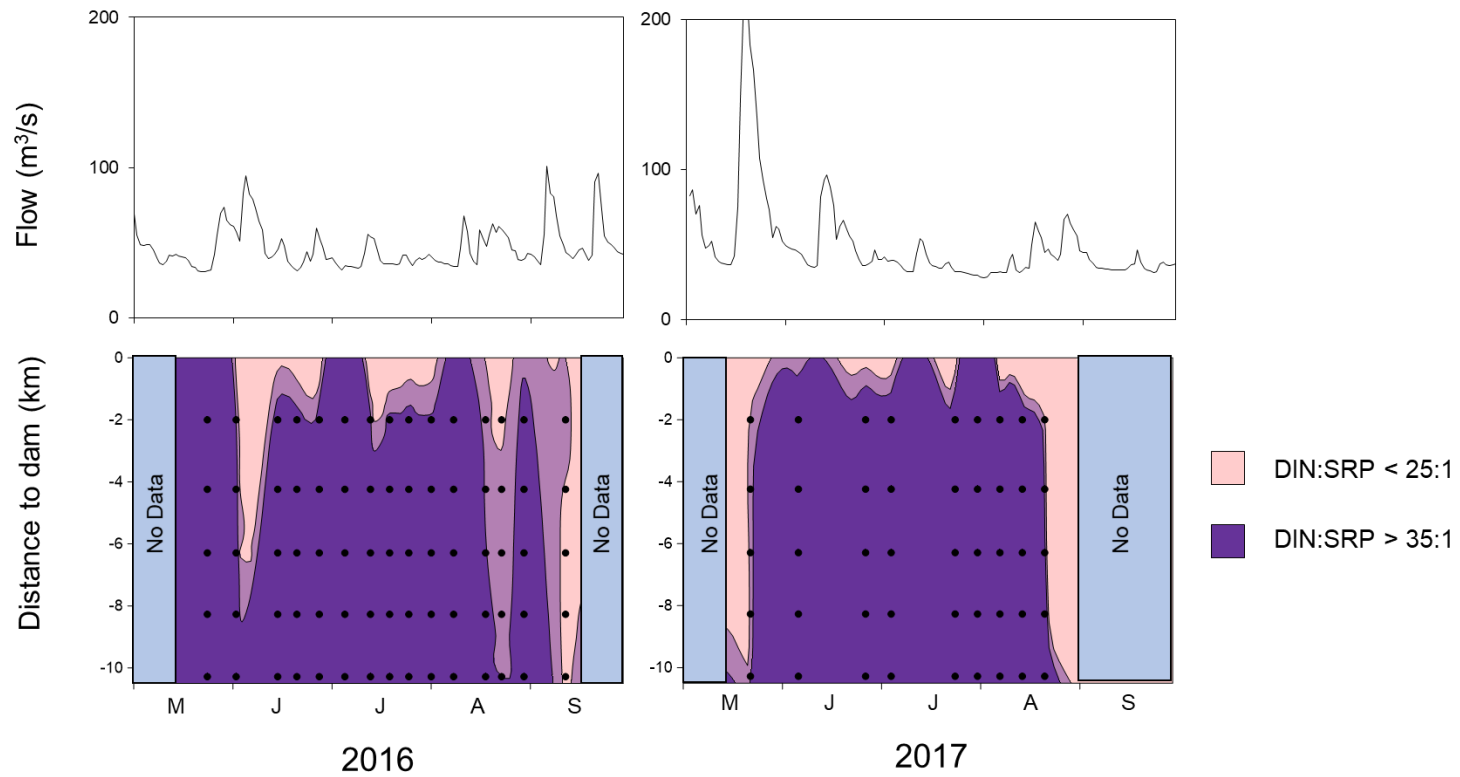 200
100
0
Flow (m³/s)
200
100
0
0
-2
-4
-6
-8
-10
Distance to dam (km)
No Data
No Data
M J J A S
2016
0
-2
-4
-6
-8
-10
No Data
No Data
M J J A S
2017
DIN:SRP < 25:1
DIN:SRP > 35:1